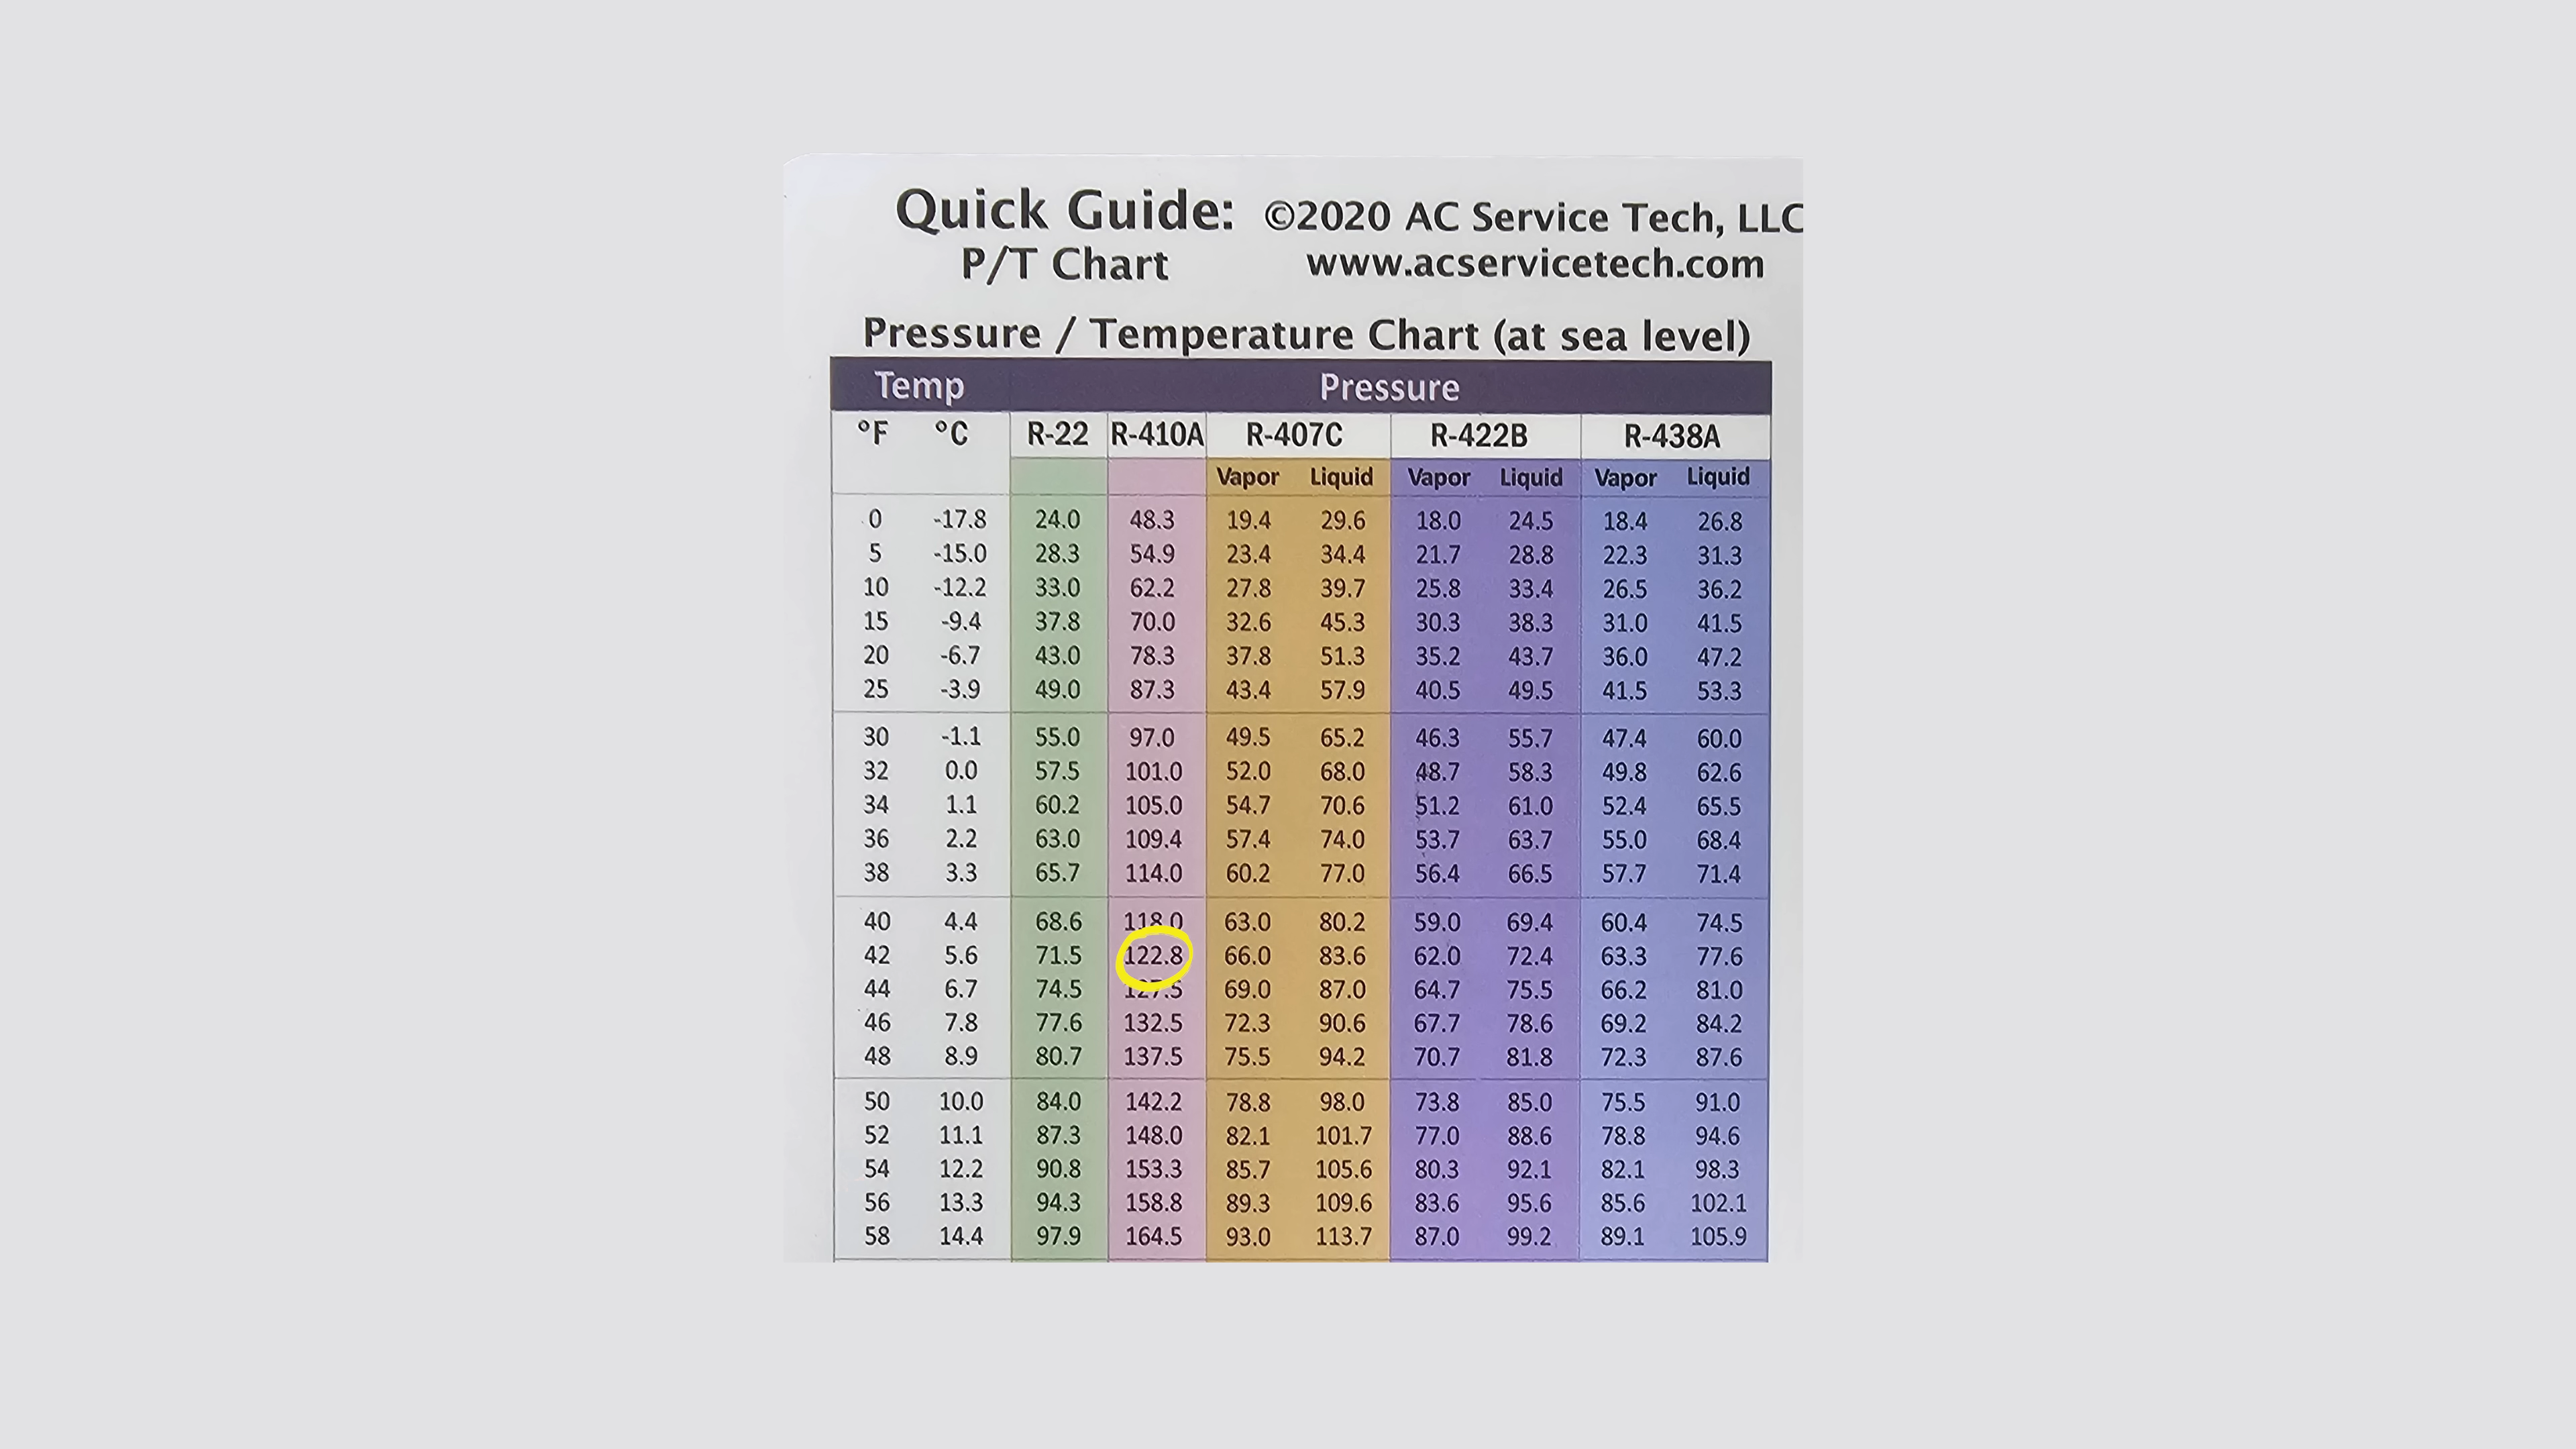 Quick Guide: ©2020 AC Service Tech, LLC
P/T Chart www.acservicetech.com
Pressure / Temperature Chart (at sea level)
Temp Pressure
°F °C R-22 R-410A R-407C R-422B R-438A
Vapor Liquid Vapor Liquid Vapor Liquid
0 -17.8 24.0 48.3 19.4 29.6 18.0 24.5 18.4 26.8
5 -15.0 28.3 54.9 23.4 34.4 21.7 28.8 22.3 31.3
10 -12.2 33.0 62.2 27.8 39.7 25.8 33.4 26.5 36.2
15 -9.4 37.8 70.0 32.6 45.3 30.3 38.3 31.0 41.5
20 -6.7 43.0 78.3 37.8 51.3 35.2 43.7 36.0 47.2
25 -3.9 49.0 87.3 43.4 57.9 40.5 49.5 41.5 53.3
30 -1.1 55.0 97.0 49.5 65.2 46.3 55.7 47.4 60.0
32 0.0 57.5 101.0 52.0 68.0 48.7 58.3 49.8 62.6
34 1.1 60.2 105.0 54.7 70.6 51.2 61.0 52.4 65.5
36 2.2 63.0 109.4 57.4 74.0 53.7 63.7 55.0 68.4
38 3.3 65.7 114.0 60.2 77.0 56.4 66.5 57.7 71.4
40 4.4 68.6 118.0 63.0 80.2 59.0 69.4 60.4 74.5
42 5.6 71.5 122.8 66.0 83.6 62.0 72.4 63.3 77.6
44 6.7 74.5 127.5 69.0 87.0 64.7 75.5 66.2 81.0
46 7.8 77.6 132.5 72.3 90.6 67.7 78.6 69.2 84.2
48 8.9 80.7 137.5 75.5 94.2 70.7 81.8 72.3 87.6
50 10.0 84.0 142.2 78.8 98.0 73.8 85.0 75.5 91.0
52 11.1 87.3 148.0 82.1 101.7 77.0 88.6 78.8 94.6
54 12.2 90.8 153.3 85.7 105.6 80.3 92.1 82.1 98.3
56 13.3 94.3 158.8 89.3 109.6 83.6 95.6 85.6 102.1
58 14.4 97.9 164.5 93.0 113.7 87.0 99.2 89.1 105.9